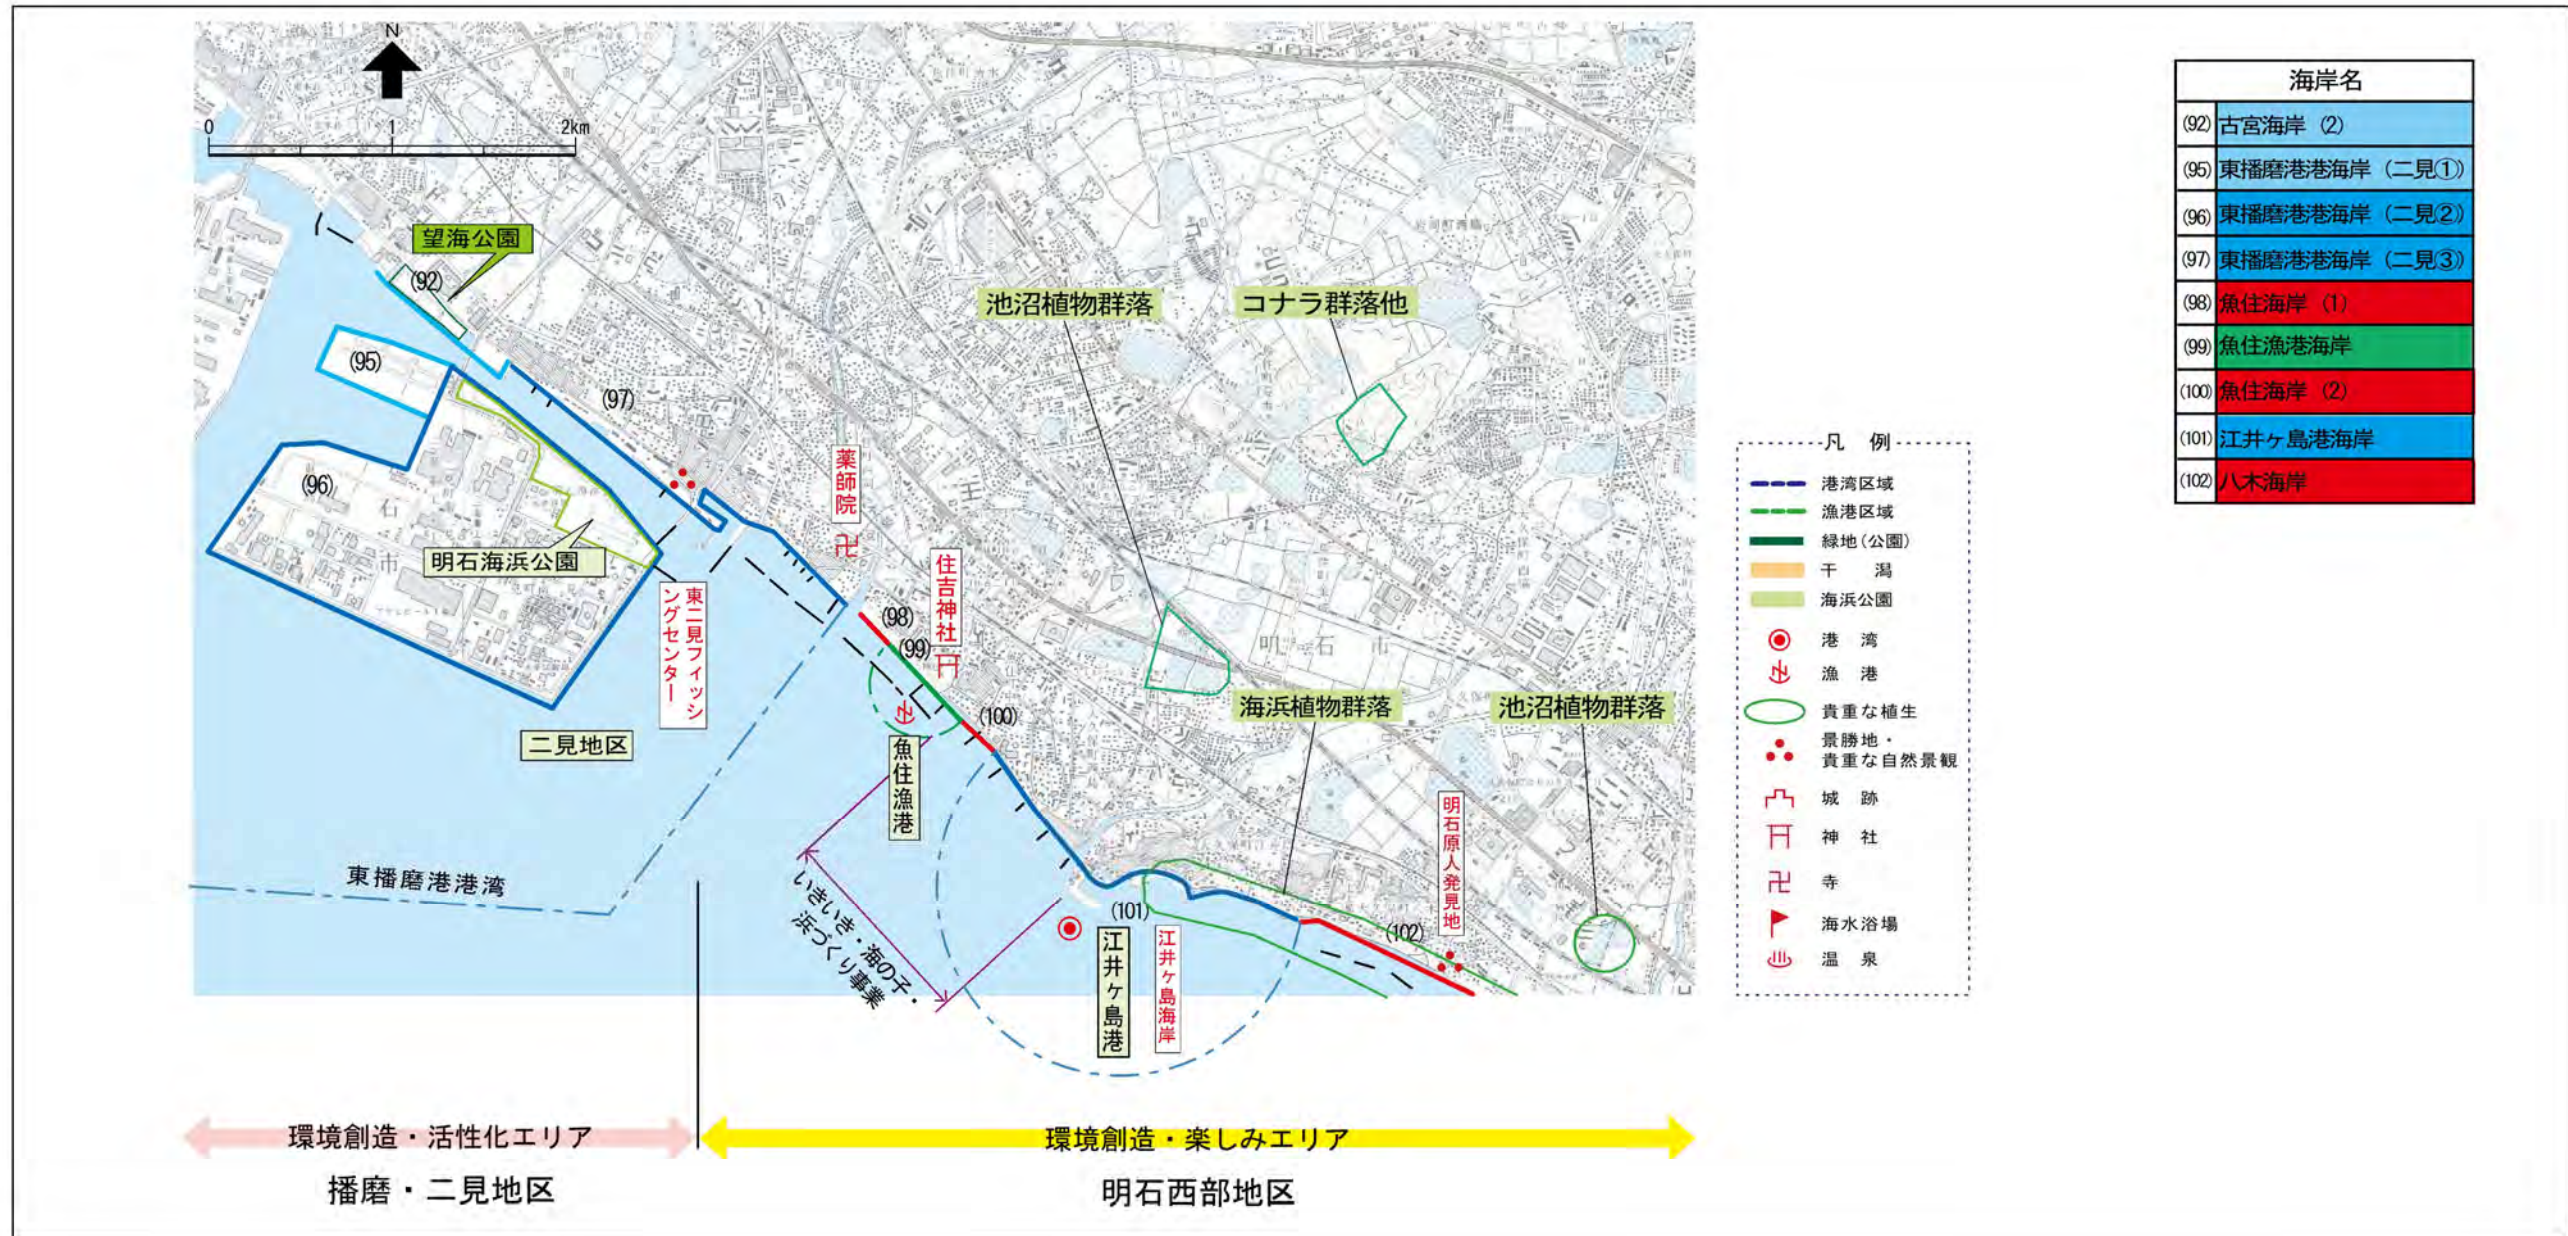 N
0 1 2km
望海公園
(92)
(95)
(97)
(96)
石
市
明石海浜公園
二見地区
東二見フィッシングセンター
薬師院
住吉神社
(98)
(99)
(100)
魚住漁港
池沼植物群落
コナラ群落他
明石市
海浜植物群落
池沼植物群落
明石原人発見地
(101)
(102)
江井ヶ島港
江井ヶ島海岸
いきいき・海の子・
浜づくり事業
東播磨港港湾
環境創造・活性化エリア
播磨・二見地区
環境創造・楽しみエリア
明石西部地区
凡 例
港湾区域
漁港区域
緑地(公園)
干 潟
海浜公園
港 湾
漁 港
貴重な植生
景勝地・
貴重な自然景観
城 跡
神 社
寺
海水浴場
温 泉
海岸名
(92) 古宮海岸 (2)
(95) 東播磨港港海岸 (二見①)
(96) 東播磨港港海岸 (二見②)
(97) 東播磨港港海岸 (二見③)
(98) 魚住海岸 (1)
(99) 魚住漁港海岸
(100) 魚住海岸 (2)
(101) 江井ヶ島港海岸
(102) 八木海岸